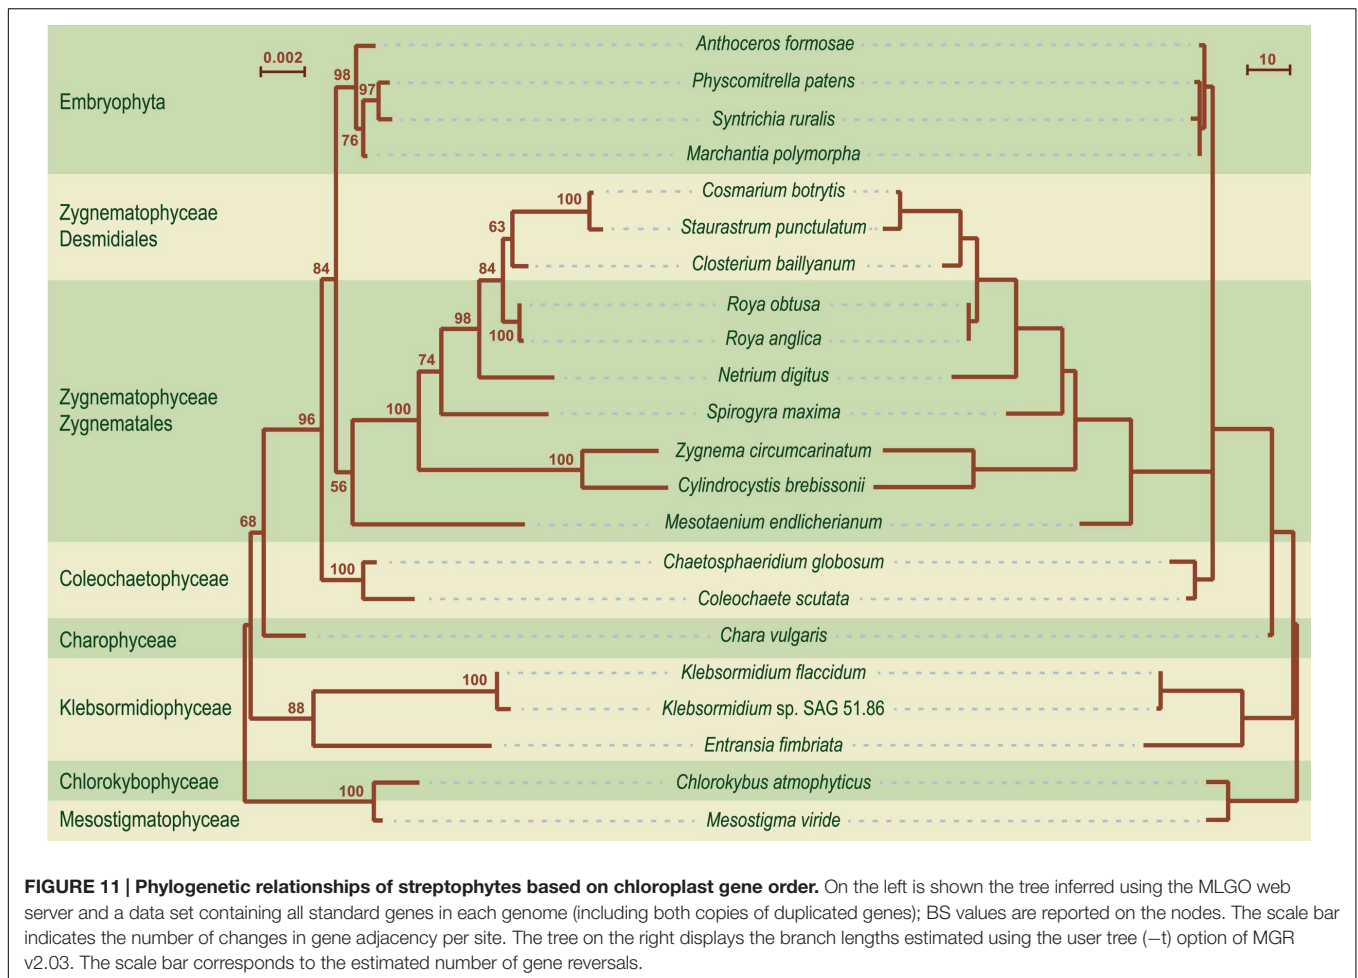 0.002
10
Embryophyta
98
97
76
Anthoceros formosae
Physcomitrella patens
Syntrichia ruralis
Marchantia polymorpha
Zygnematophyceae
Desmidiales
100
63
84
84
Cosmarium botrytis
Staurastrum punctulatum
Closterium baillyanum
Zygnematophyceae
Zygnematales
100
98
74
100
96
100
56
68
Roya obtusa
Roya anglica
Netrium digitus
Spirogyra maxima
Zygnema circumcarinatum
Cylindrocystis brebissonii
Mesotaenium endlicherianum
Coleochaetophyceae
100
Chaetosphaeridium globosum
Coleochaete scutata
Charophyceae
Chara vulgaris
Klebsormidiophyceae
100
88
Klebsormidium flaccidum
Klebsormidium sp. SAG 51.86
Entransia fimbriata
Chlorokybophyceae
100
Chlorokybus atmophyticus
Mesostigmatophyceae
Mesostigma viride
FIGURE 11 | Phylogenetic relationships of streptophytes based on chloroplast gene order. On the left is shown the tree inferred using the MLGO web
server and a data set containing all standard genes in each genome (including both copies of duplicated genes); BS values are reported on the nodes. The scale bar
indicates the number of changes in gene adjacency per site. The tree on the right displays the branch lengths estimated using the user tree (−t) option of MGR
v2.03. The scale bar corresponds to the estimated number of gene reversals.